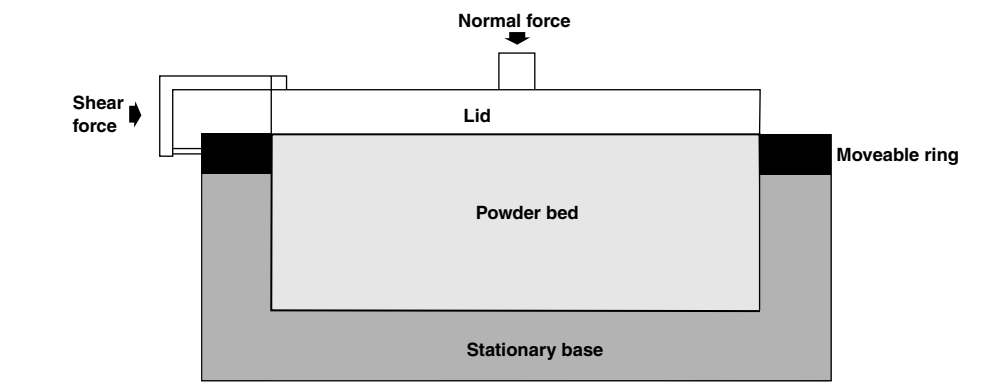 Normal force
Shear
force
Lid
Moveable ring
Powder bed
Stationary base